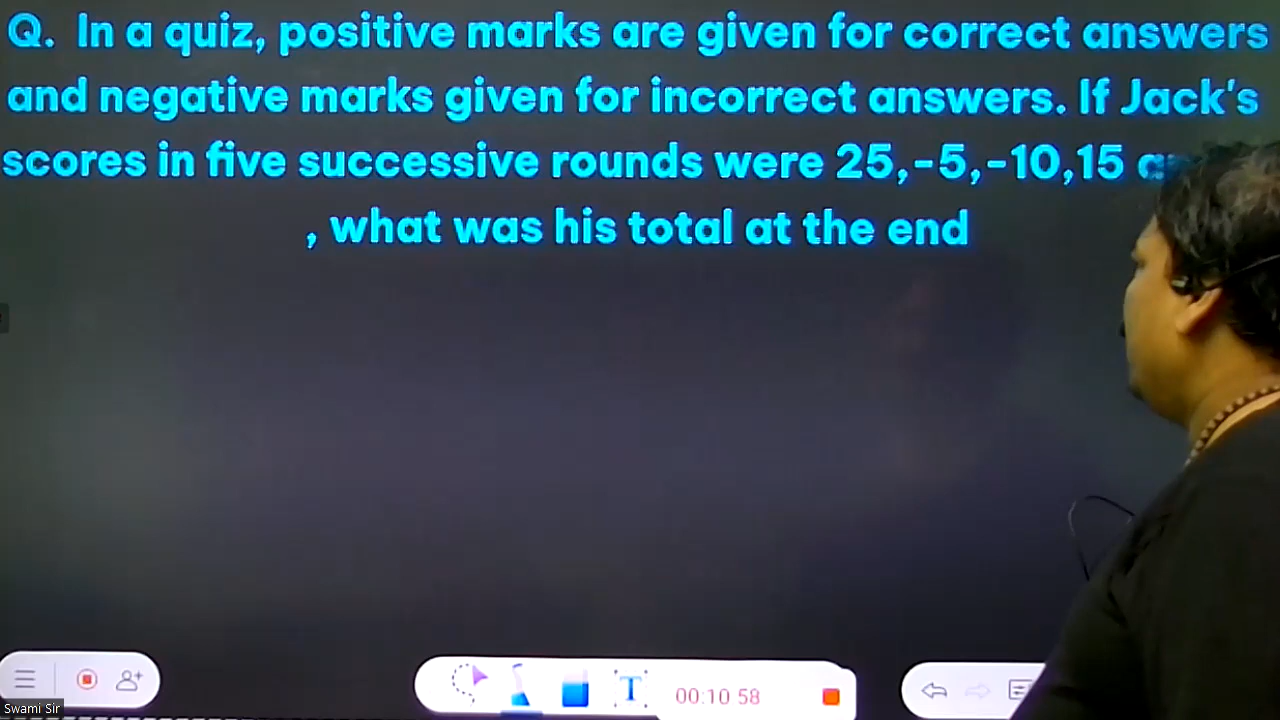 Q. In a quiz, positive marks are given for correct answers
and negative marks given for incorrect answers. If Jack's
scores in five successive rounds were 25,-5,-10,15
, what was his total at the end
T
00:10 58
Swami Sir